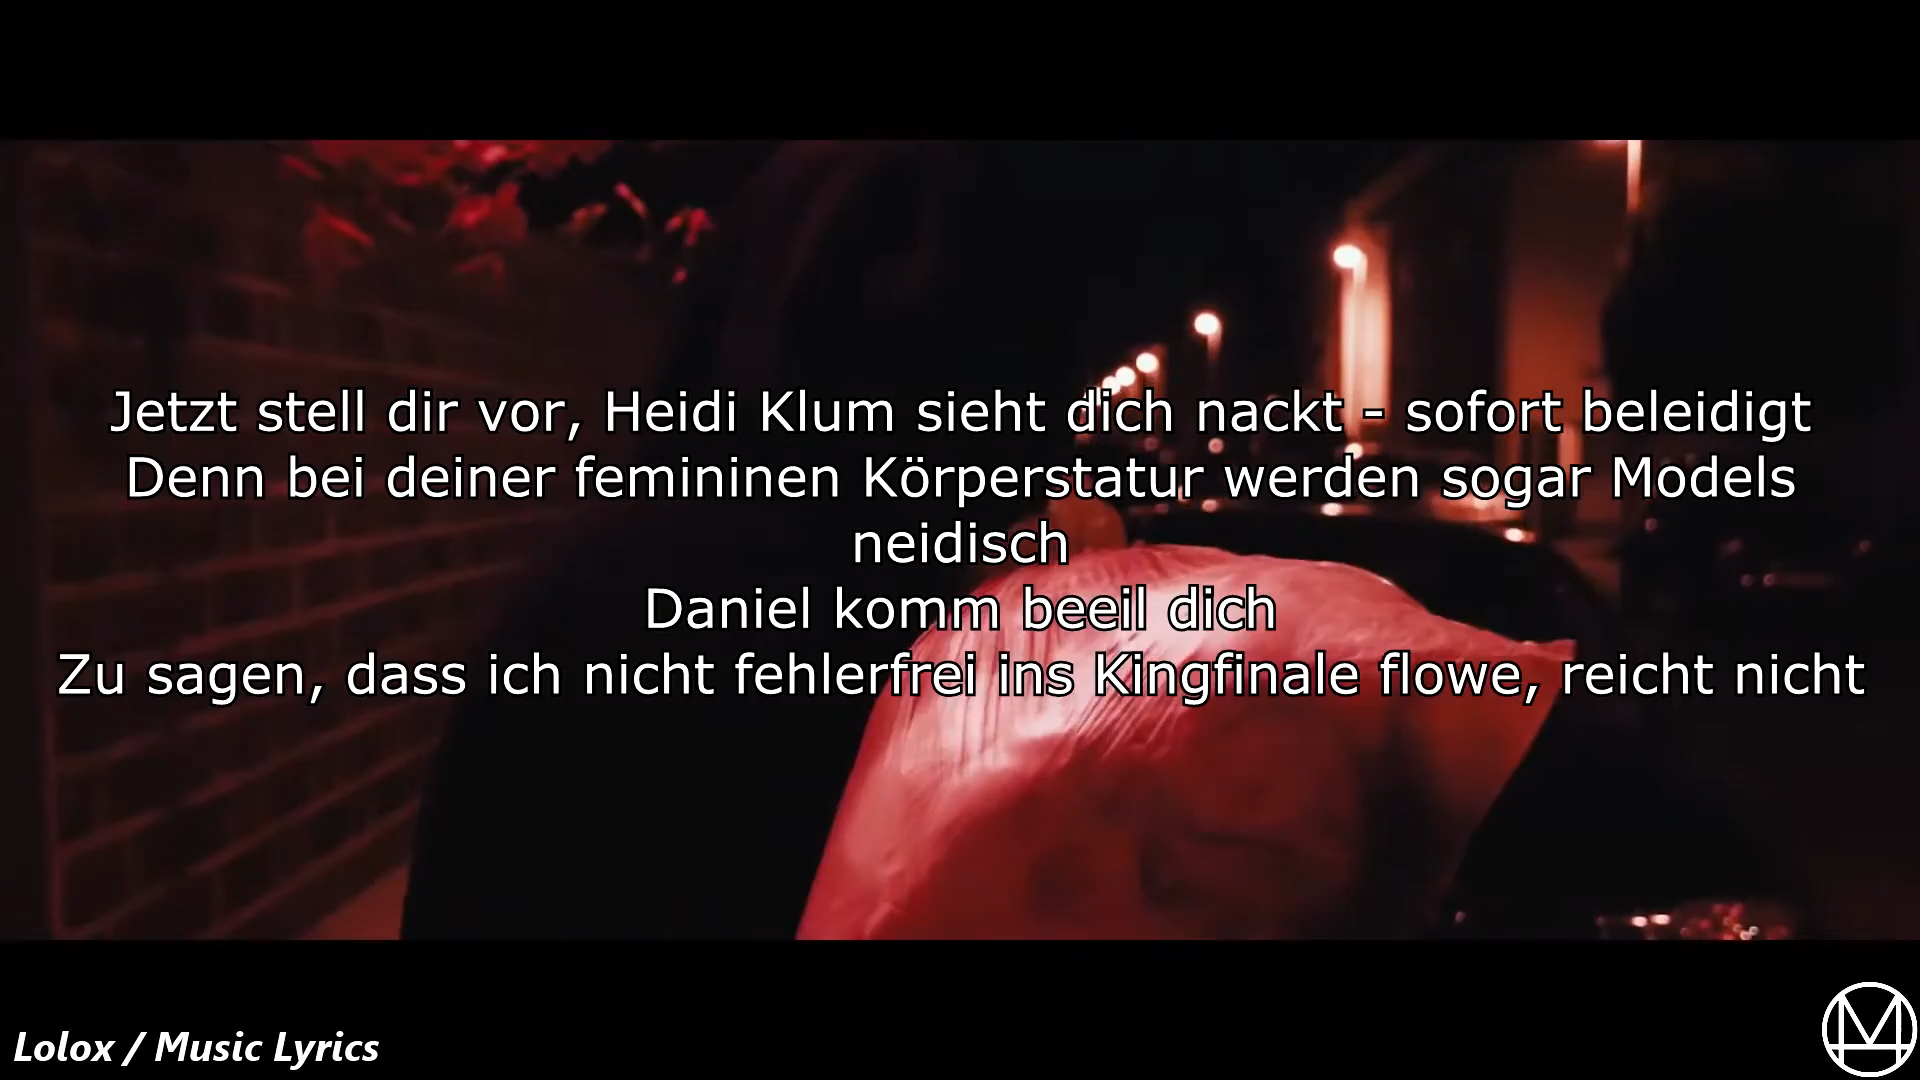 Jetzt stell dir vor, Heidi Klum sieht dich nackt - sofort beleidigt
Denn bei deiner femininen Körperstatur werden sogar Models
neidisch
Daniel komm beeil dich
Zu sagen, dass ich nicht fehlerfrei ins Kingfinale flowe, reicht nicht
Lolox / Music Lyrics